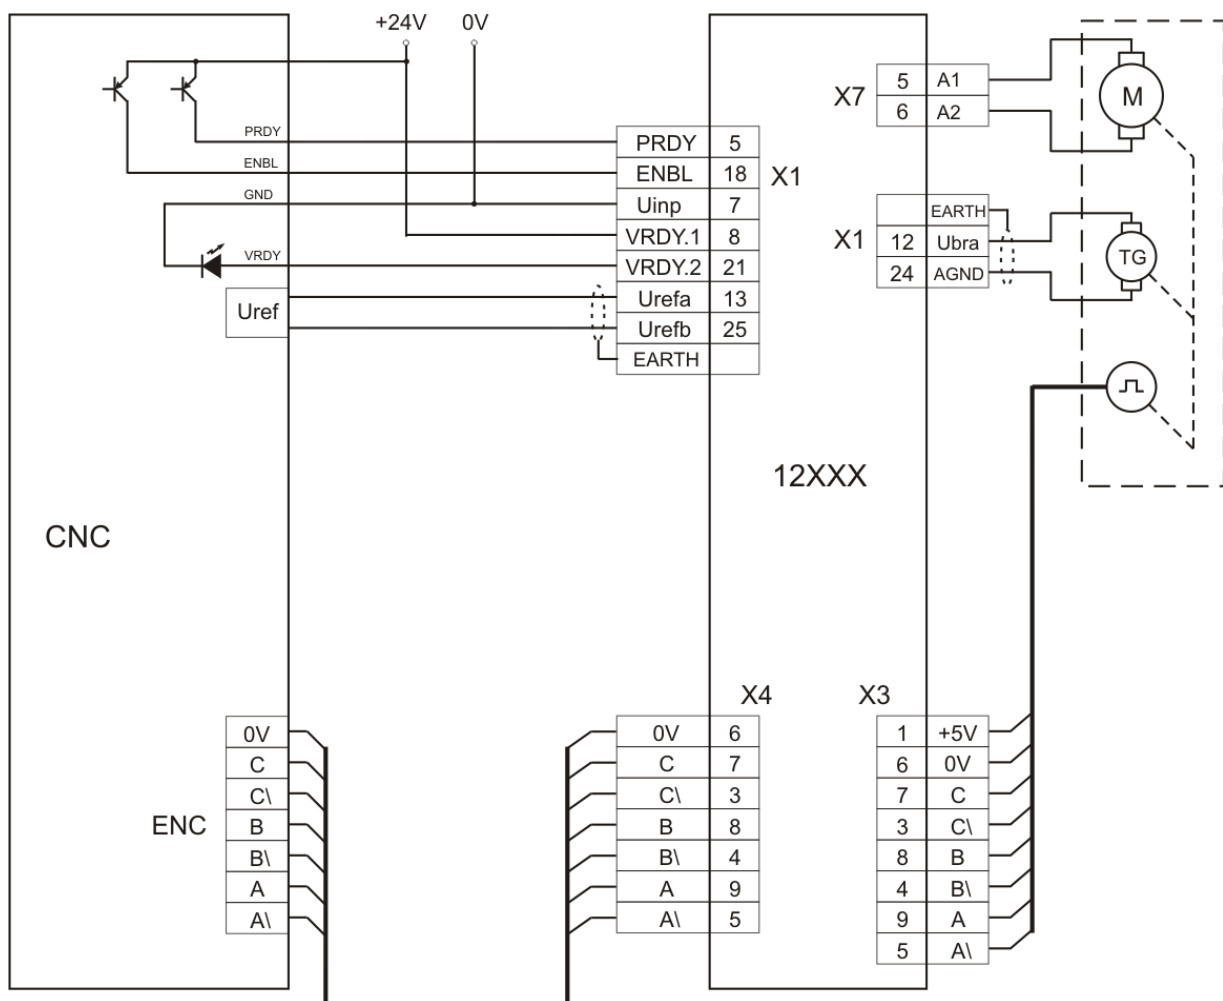 +24V 0V
PRDY
ENBL
GND
VRDY
Uref
CNC
PRDY 5
ENBL 18
Uinp 7
VRDY.1 8
VRDY.2 21
Urefa 13
Urefb 25
EARTH
X1
X7
5 A1
6 A2
M
X1
EARTH
12 Ubra
24 AGND
TG
12XXX
ENC
0V
C
C\
B
B\
A
A\
X4
0V 6
C 7
C\ 3
B 8
B\ 4
A 9
A\ 5
X3
1 +5V
6 0V
7 C
3 C\
8 B
4 B\
9 A
5 A\